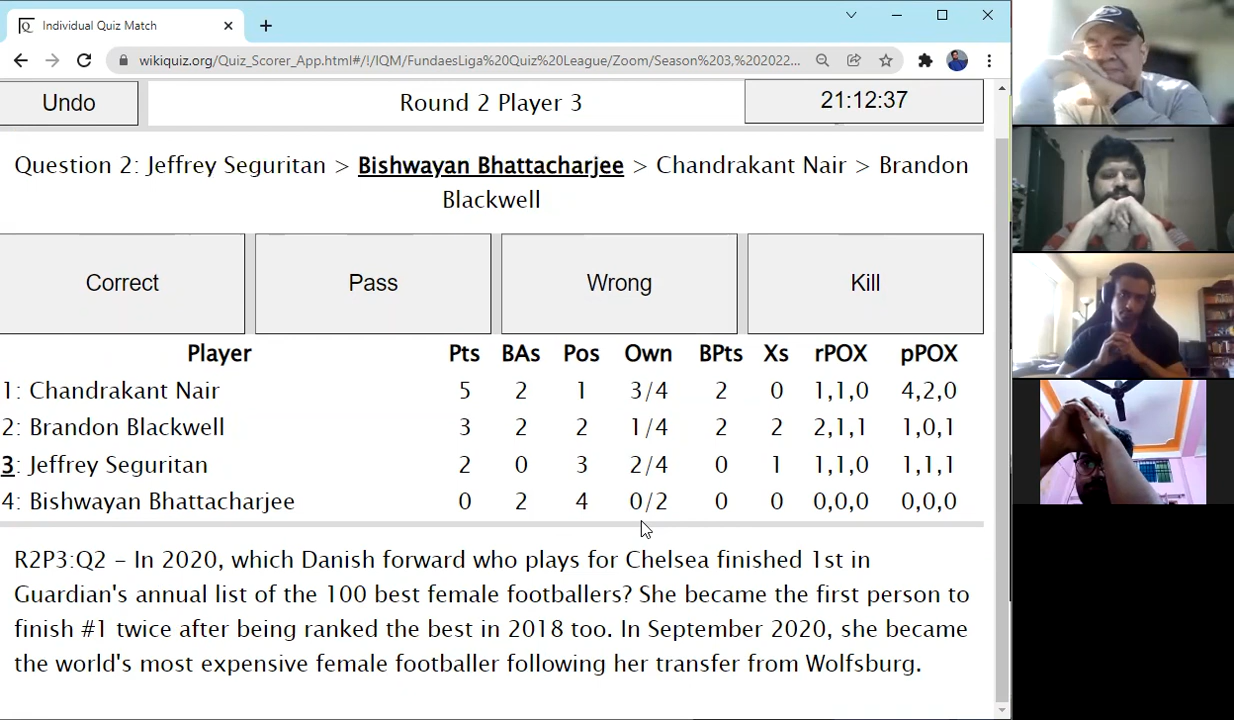 Individual Quiz Match
wikiquiz.org/Quiz_Scorer_App.html#/!/IQM/FundaesLiga%20Quiz%20League/Zoom/Season%203,%202022...
Undo
Round 2 Player 3
21:12:37
Question 2: Jeffrey Seguritan > Bishwayan Bhattacharjee > Chandrakant Nair > Brandon
Blackwell
Correct
Pass
Wrong
Kill
Player Pts BAs Pos Own BPts Xs rPOX pPOX
1: Chandrakant Nair 5 2 1 3/4 2 0 1,1,0 4,2,0
2: Brandon Blackwell 3 2 2 1/4 2 2 2,1,1 1,0,1
3: Jeffrey Seguritan 2 0 3 2/4 0 1 1,1,0 1,1,1
4: Bishwayan Bhattacharjee 0 2 4 0/2 0 0 0,0,0 0,0,0
R2P3:Q2 - In 2020, which Danish forward who plays for Chelsea finished 1st in
Guardian's annual list of the 100 best female footballers? She became the first person to
finish #1 twice after being ranked the best in 2018 too. In September 2020, she became
the world's most expensive female footballer following her transfer from Wolfsburg.